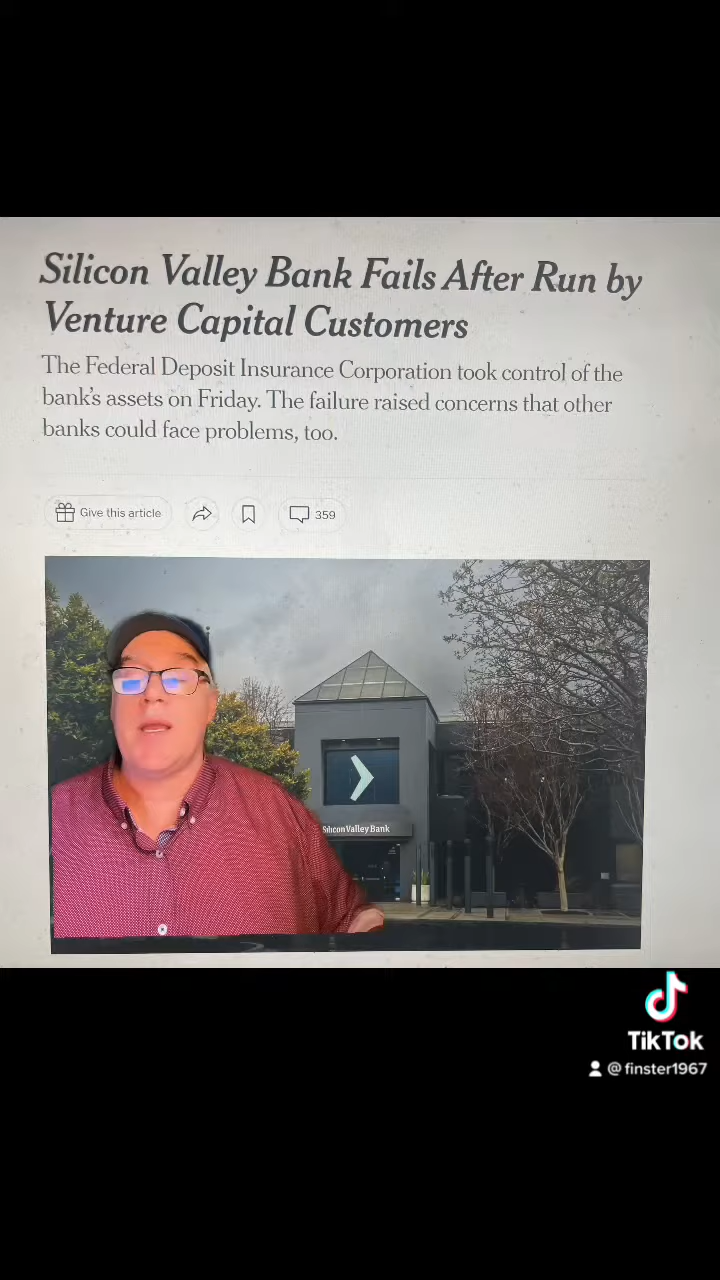 Silicon Valley Bank Fails After Run by
Venture Capital Customers
The Federal Deposit Insurance Corporation took control of the
bank's assets on Friday. The failure raised concerns that other
banks could face problems, too.
Give this article
359
Silicon Valley Bank
TikTok
@finster1967